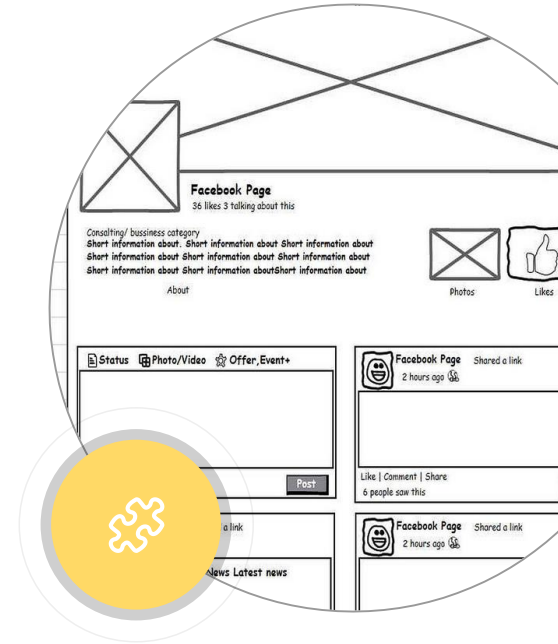 Facebook Page
36 likes 3 talking about this
Consalting/ bussiness category
Short information about. Short information about Short information about
Short information about Short information about Short information about
Short information about Short information aboutShort information about
About
Photos
Likes
Status Photo/Video Offer,Event+
Post
Facebook Page Shared a link
2 hours ago
Like | Comment | Share
6 people saw this
a link
News Latest news
Facebook Page Shared a link
2 hours ago